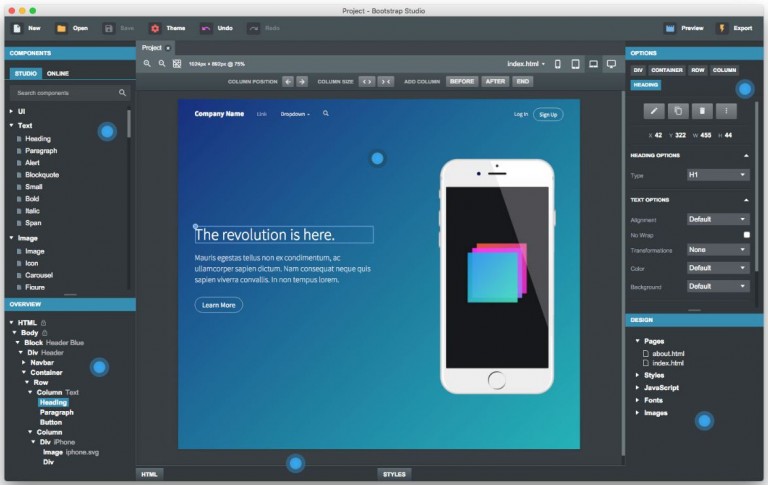 Project - Bootstrap Studio
New
Open
Save
Theme
Undo
Redo
Preview
Export
COMPONENTS
STUDIO
ONLINE
Search components
UI
Text
Heading
Paragraph
Alert
Blockquote
Small
Bold
Italic
Span
Image
Image
Icon
Carousel
Figure
OVERVIEW
HTML
Body
Block Header Blue
Div Header
Navbar
Container
Row
Column Text
Heading
Paragraph
Button
Column
Div iPhone
Image iphone.svg
Div
Project
index.html
COLUMN POSITION
COLUMN SIZE
ADD COLUMN
BEFORE
AFTER
END
Company Name
Link
Dropdown
Log In
Sign Up
The revolution is here.
Mauris egestas tellus non ex condimentum, ac
ullamcorper sapien dictum. Nam consequat neque quis
sapien viverra convallis. In non tempus lorem.
Learn More
HTML
STYLES
OPTIONS
DIV
CONTAINER
ROW
COLUMN
HEADING
X 42 Y 322 W 455 H 44
HEADING OPTIONS
Type H1
TEXT OPTIONS
Alignment Default
No Wrap
Transformations None
Color Default
Background Default
DESIGN
Pages
about.html
index.html
Styles
JavaScript
Fonts
Images